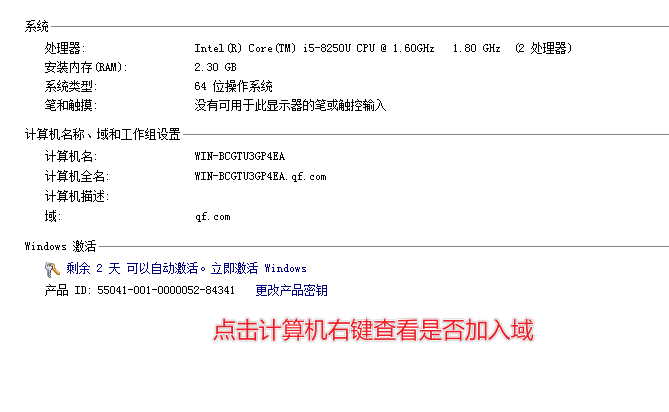 系统
处理器: Intel(R) Core(TM) i5-8250U CPU @ 1.60GHz 1.80 GHz (2 处理器)
安装内存(RAM): 2.30 GB
系统类型: 64 位操作系统
笔和触摸: 没有可用于此显示器的笔或触控输入
计算机名称、域和工作组设置
计算机名: WIN-BCGTU3GP4EA
计算机全名: WIN-BCGTU3GP4EA.qf.com
计算机描述:
域: qf.com
Windows 激活
剩余 2 天 可以自动激活。立即激活 Windows
产品 ID: 55041-001-0000052-84341 更改产品密钥
点击计算机右键查看是否加入域